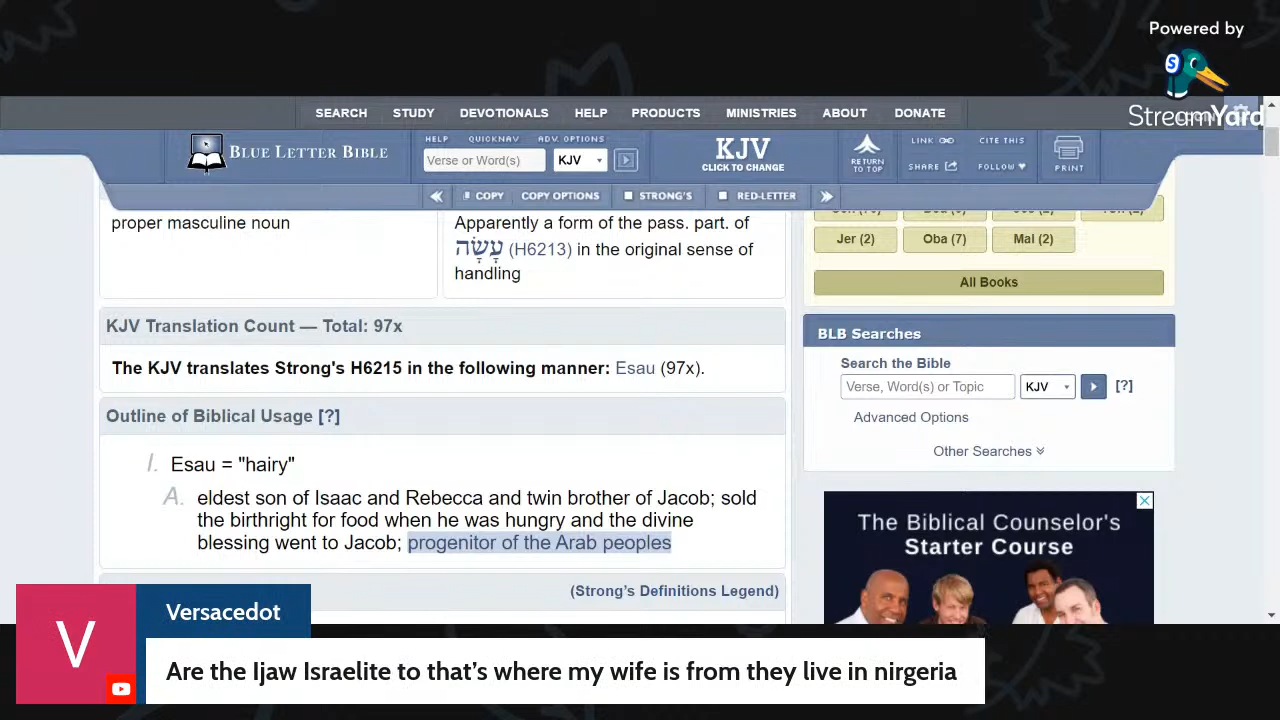 Powered by
StreamYard
SEARCH STUDY DEVOTIONALS HELP PRODUCTS MINISTRIES ABOUT DONATE
BLUE LETTER BIBLE
HELP QUICKNAV ADV. OPTIONS
Verse or Word(s) KJV
KJV
CLICK TO CHANGE
RETURN
TO TOP
LINK CITE THIS
SHARE FOLLOW
PRINT
COPY COPY OPTIONS STRONG'S RED-LETTER
proper masculine noun
Apparently a form of the pass. part of
עָשָׂה (H6213) in the original sense of
handling
Jer (2) Oba (7) Mal (2)
All Books
KJV Translation Count — Total: 97x
The KJV translates Strong's H6215 in the following manner: Esau (97x).
BLB Searches
Search the Bible
Verse, Word(s) or Topic KJV [?]
Advanced Options
Other Searches
Outline of Biblical Usage [?]
I. Esau = "hairy"
A. eldest son of Isaac and Rebecca and twin brother of Jacob; sold
the birthright for food when he was hungry and the divine
blessing went to Jacob; progenitor of the Arab peoples
(Strong's Definitions Legend)
The Biblical Counselor's
Starter Course
V
Versacedot
Are the Ijaw Israelite to that's where my wife is from they live in nirgeria